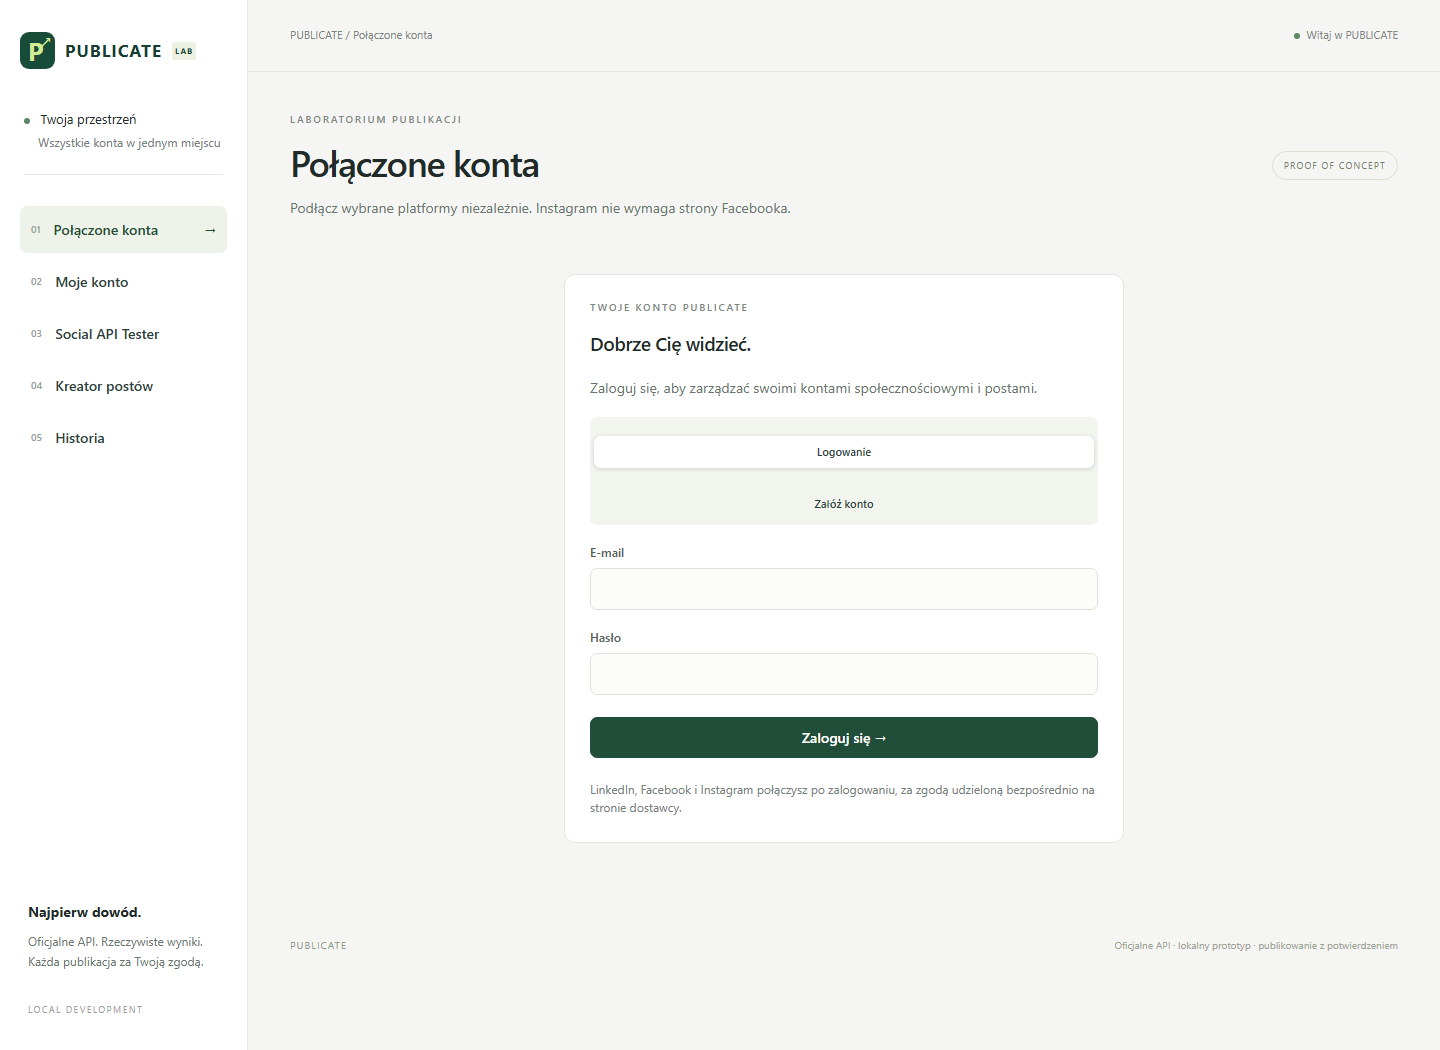 P PUBLICATE LAB
Twoja przestrzeń
Wszystkie konta w jednym miejscu
01 Połączone konta →
02 Moje konto
03 Social API Tester
04 Kreator postów
05 Historia
Najpierw dowód.
Oficjalne API. Rzeczywiste wyniki.
Każda publikacja za Twoją zgodą.
LOCAL DEVELOPMENT
PUBLICATE / Połączone konta
Witaj w PUBLICATE
LABORATORIUM PUBLIKACJI
Połączone konta
PROOF OF CONCEPT
Podłącz wybrane platformy niezależnie. Instagram nie wymaga strony Facebooka.
TWOJE KONTO PUBLICATE
Dobrze Cię widzieć.
Zaloguj się, aby zarządzać swoimi kontami społecznościowymi i postami.
Logowanie
Załóż konto
E-mail
Hasło
Zaloguj się →
LinkedIn, Facebook i Instagram połączysz po zalogowaniu, za zgodą udzieloną bezpośrednio na
stronie dostawcy.
PUBLICATE
Oficjalne API · lokalny prototyp · publikowanie z potwierdzeniem